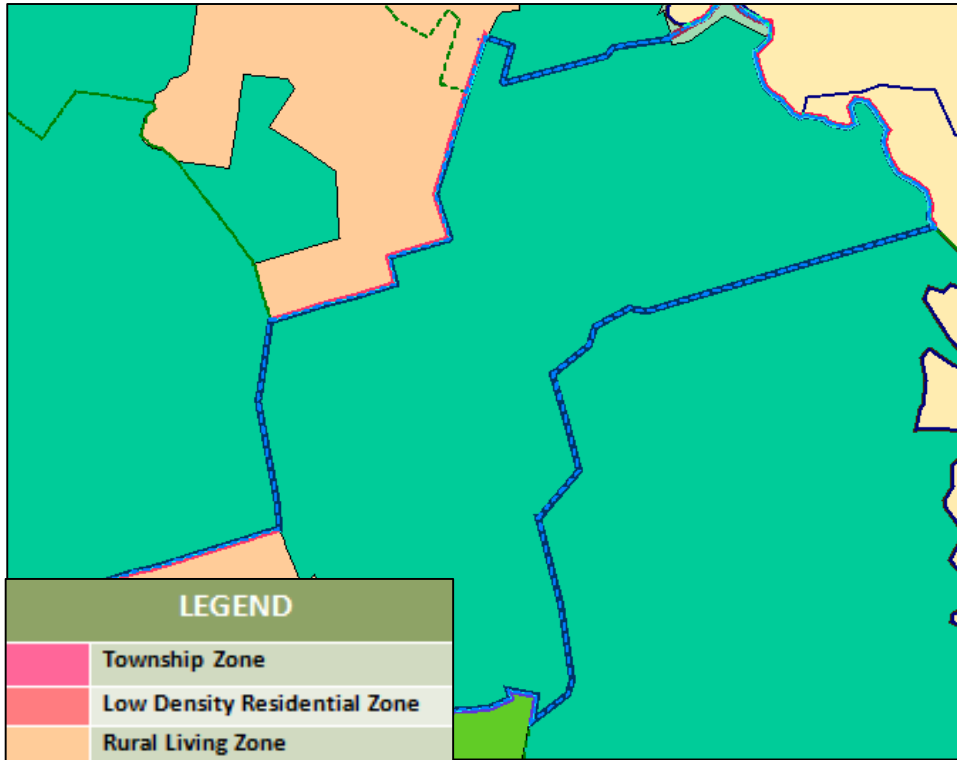 LEGEND
Township Zone
Low Density Residential Zone
Rural Living Zone